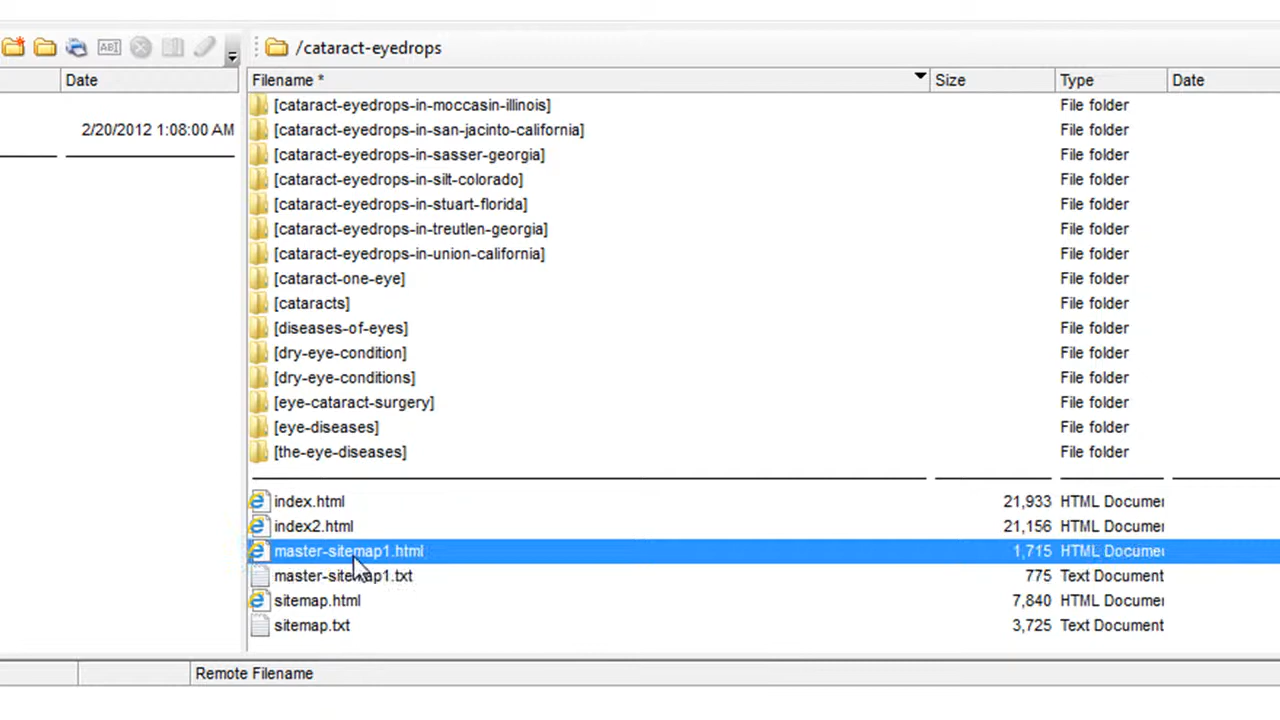 ABI /cataract-eyedrops
Date Filename * Size Type Date
[cataract-eyedrops-in-moccasin-illinois] File folder
2/20/2012 1:08:00 AM [cataract-eyedrops-in-san-jacinto-california] File folder
[cataract-eyedrops-in-sasser-georgia] File folder
[cataract-eyedrops-in-silt-colorado] File folder
[cataract-eyedrops-in-stuart-florida] File folder
[cataract-eyedrops-in-treutlen-georgia] File folder
[cataract-eyedrops-in-union-california] File folder
[cataract-one-eye] File folder
[cataracts] File folder
[diseases-of-eyes] File folder
[dry-eye-condition] File folder
[dry-eye-conditions] File folder
[eye-cataract-surgery] File folder
[eye-diseases] File folder
[the-eye-diseases] File folder
index.html 21,933 HTML Documer
index2.html 21,156 HTML Documer
master-sitemap1.html 1,715 HTML Documer
master-sitemap1.txt 775 Text Document
sitemap.html 7,840 HTML Documer
sitemap.txt 3,725 Text Document
Remote Filename